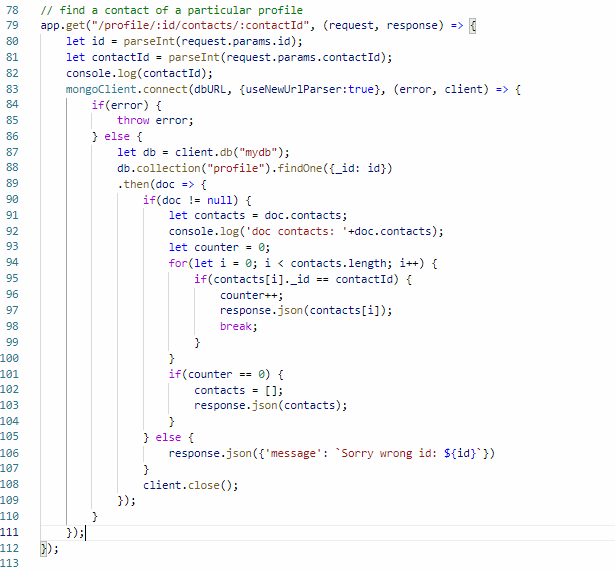 78 // find a contact of a particular profile
79 app.get("/profile/:id/contacts/:contactId", (request, response) => {
80     let id = parseInt(request.params.id);
81     let contactId = parseInt(request.params.contactId);
82     console.log(contactId);
83     mongoClient.connect(dbURL, {useNewUrlParser:true}, (error, client) => {
84         if(error) {
85             throw error;
86         } else {
87             let db = client.db("mydb");
88             db.collection("profile").findOne({_id: id})
89             .then(doc => {
90                 if(doc != null) {
91                     let contacts = doc.contacts;
92                     console.log('doc contacts: '+doc.contacts);
93                     let counter = 0;
94                     for(let i = 0; i < contacts.length; i++) {
95                         if(contacts[i]._id == contactId) {
96                             counter++;
97                             response.json(contacts[i]);
98                             break;
99                         }
100                     }
101                     if(counter == 0) {
102                         contacts = [];
103                         response.json(contacts);
104                     }
105                 } else {
106                     response.json({'message': `Sorry wrong id: ${id}`})
107                 }
108                 client.close();
109             });
110         }
111     });
112 });
113